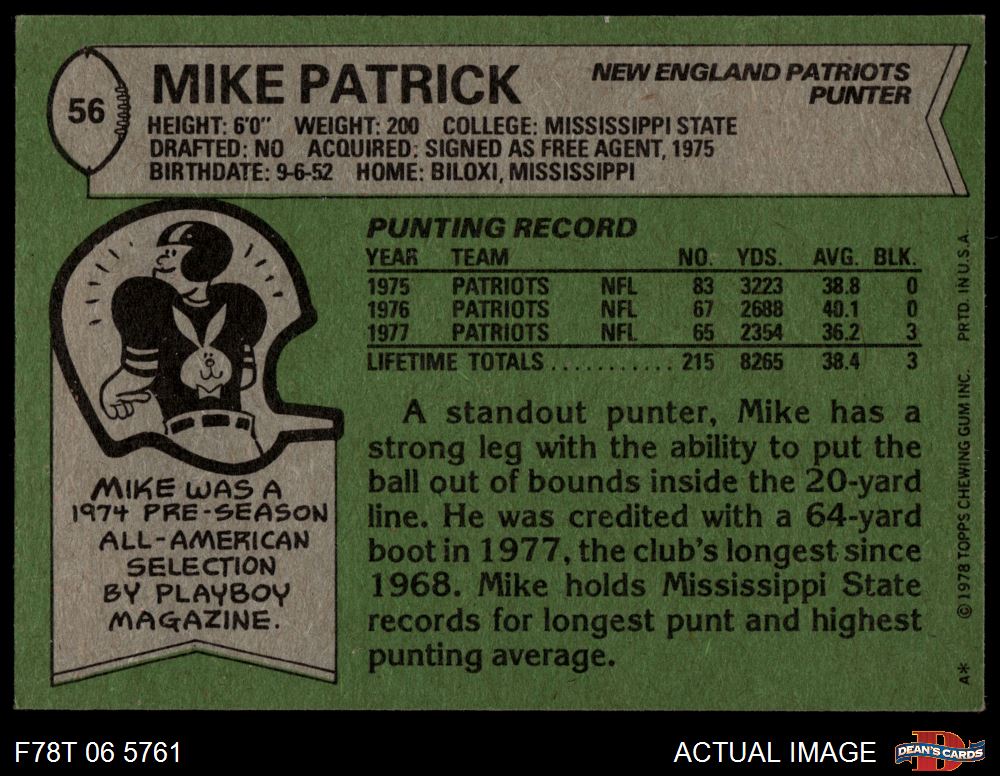 56
MIKE PATRICK
NEW ENGLAND PATRIOTS
PUNTER
HEIGHT: 6'0" WEIGHT: 200 COLLEGE: MISSISSIPPI STATE
DRAFTED: NO ACQUIRED: SIGNED AS FREE AGENT, 1975
BIRTHDATE: 9-6-52 HOME: BILOXI, MISSISSIPPI
PUNTING RECORD
YEAR TEAM NO. YDS. AVG. BLK.
1975 PATRIOTS NFL 83 3223 38.8 0
1976 PATRIOTS NFL 67 2688 40.1 0
1977 PATRIOTS NFL 65 2354 36.2 3
LIFETIME TOTALS ........... 215 8265 38.4 3
A standout punter, Mike has a
strong leg with the ability to put the
ball out of bounds inside the 20-yard
line. He was credited with a 64-yard
boot in 1977, the club's longest since
1968. Mike holds Mississippi State
records for longest punt and highest
punting average.
MIKE WAS A
1974 PRE-SEASON
ALL-AMERICAN
SELECTION
BY PLAYBOY
MAGAZINE.
A* © 1978 TOPPS CHEWING GUM INC. PRTD. IN U.S.A.
F78T 06 5761
ACTUAL IMAGE
DEAN'S CARDS